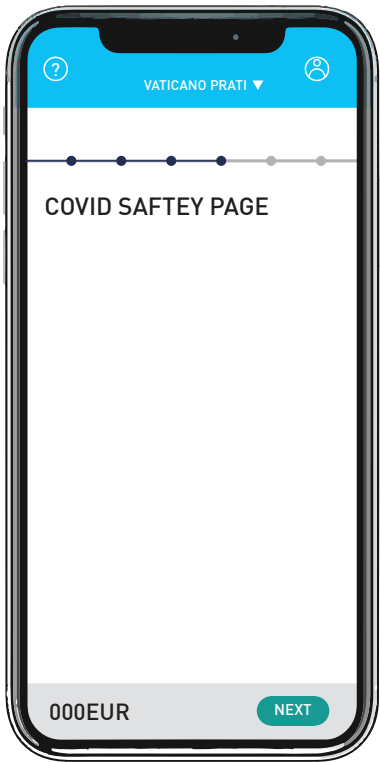 ?
VATICANO PRATI ▼
COVID SAFTEY PAGE
000EUR
NEXT